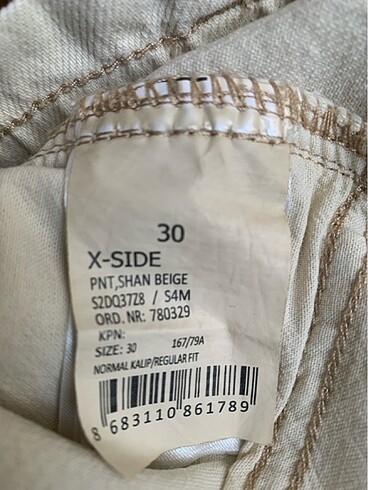 30
X-SIDE
PNT,SHAN BEIGE
S2DQ37Z8 / S4M
ORD. NR: 780329
KPN:
SIZE: 30 167/79A
NORMAL KALIP/REGULAR FIT
8 683110 861789